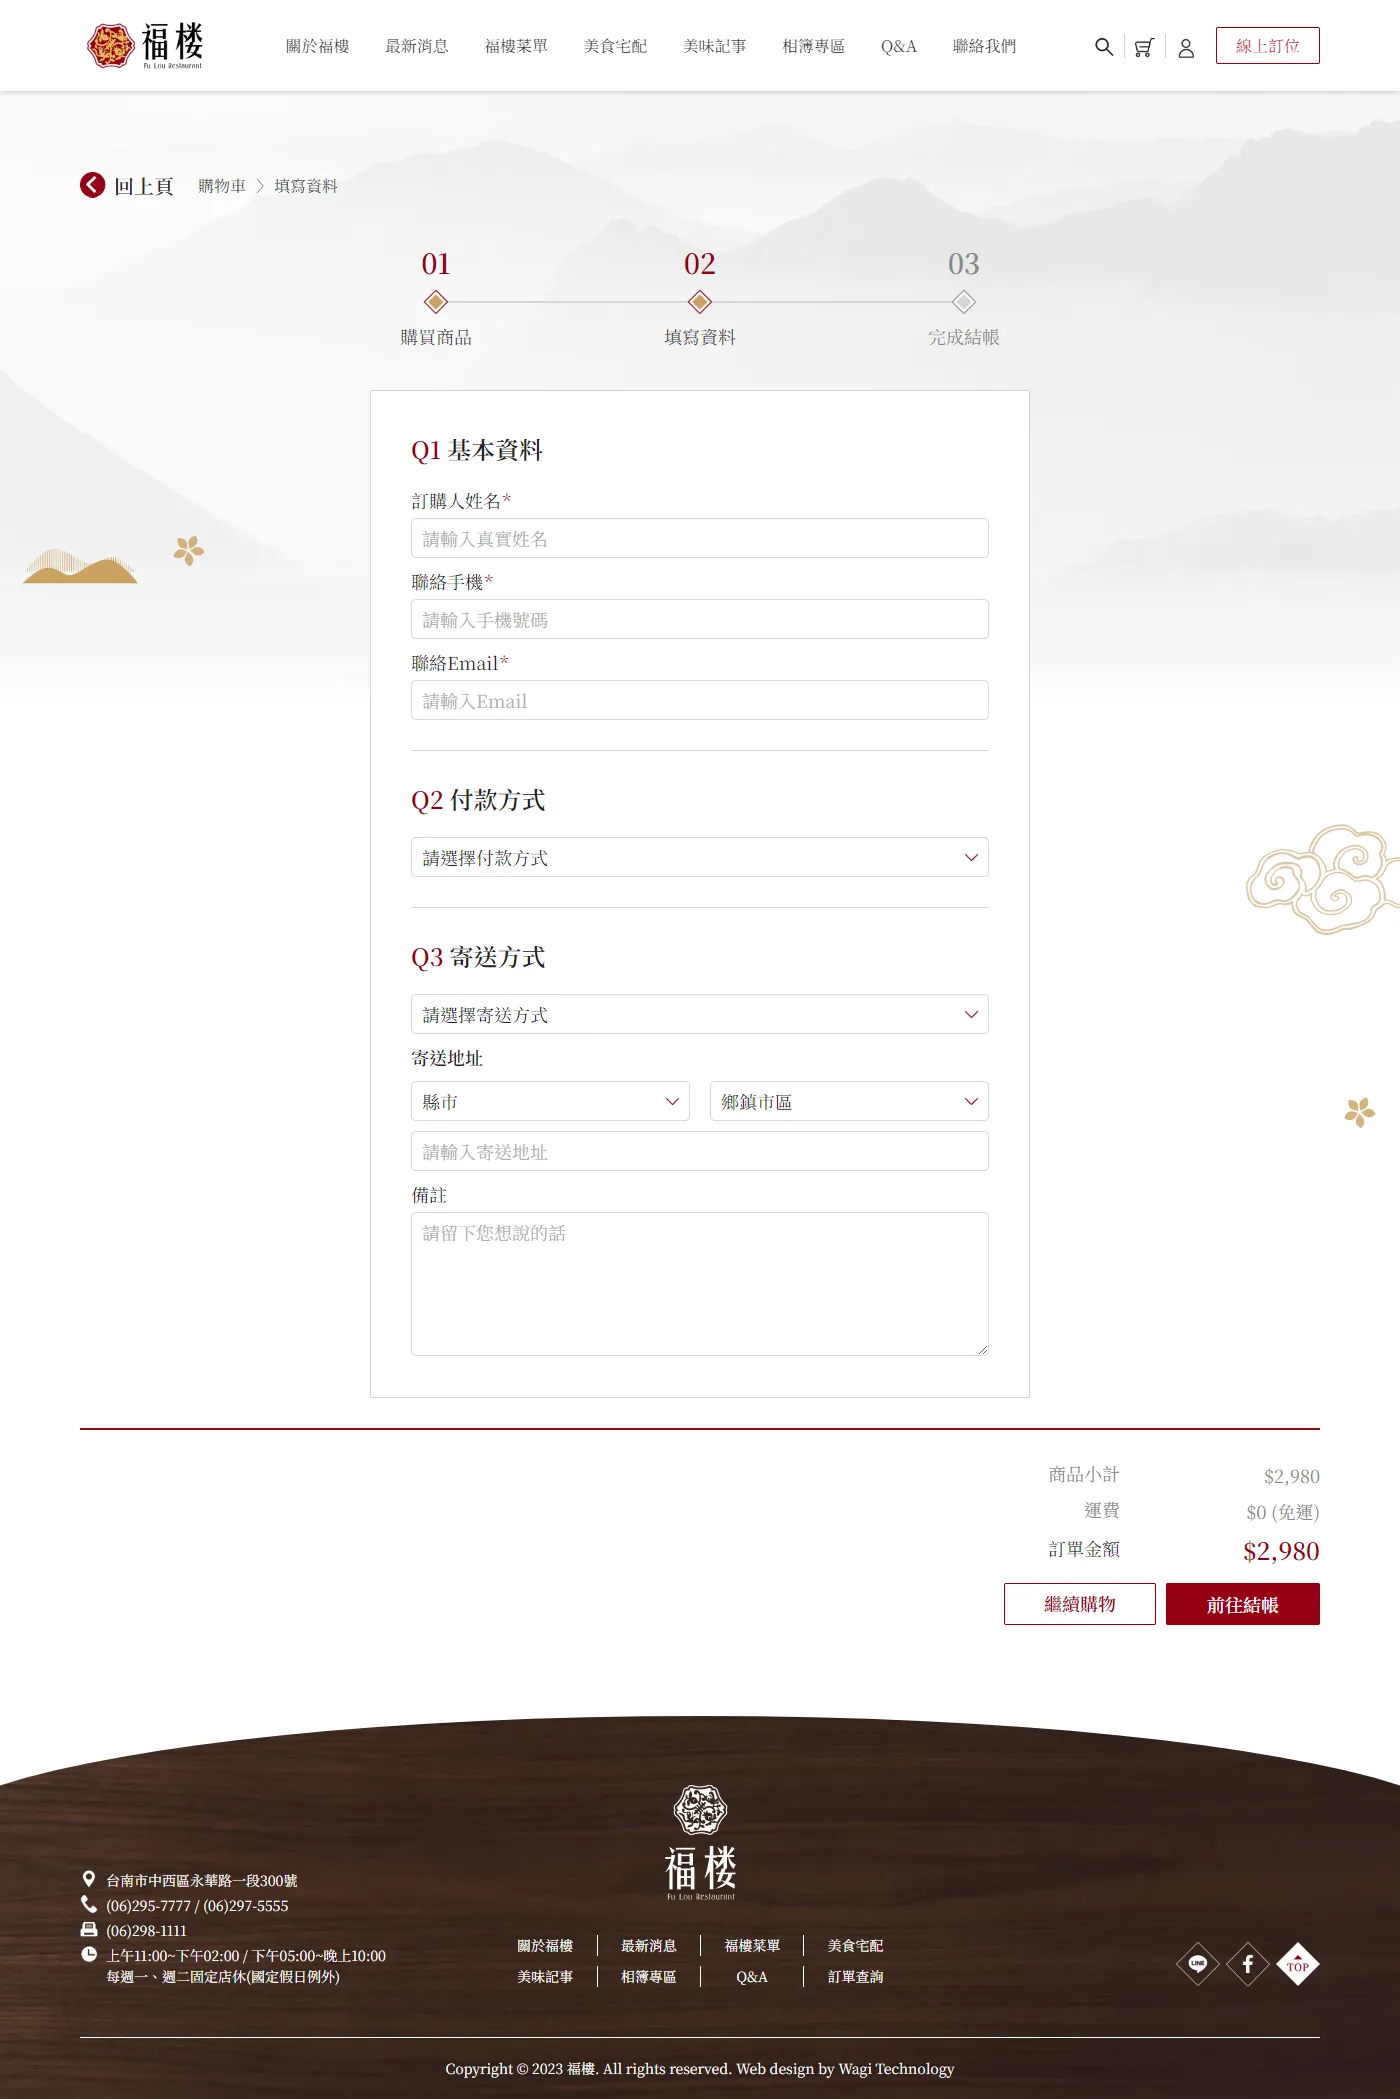 福楼
Fu Lou Restaurant
關於福樓 最新消息 福樓菜單 美食宅配 美味記事 相簿專區 Q&A 聯絡我們
線上訂位
回上頁 購物車 〉 填寫資料
01 02 03
購買商品 填寫資料 完成結帳
Q1 基本資料
訂購人姓名*
請輸入真實姓名
聯絡手機*
請輸入手機號碼
聯絡Email*
請輸入Email
Q2 付款方式
請選擇付款方式
Q3 寄送方式
請選擇寄送方式
寄送地址
縣市 鄉鎮市區
請輸入寄送地址
備註
請留下您想說的話
商品小計 $2,980
運費 $0 (免運)
訂單金額 $2,980
繼續購物 前往結帳
福楼
Fu Lou Restaurant
台南市中西區永華路一段300號
(06)295-7777 / (06)297-5555
(06)298-1111
上午11:00~下午02:00 / 下午05:00~晚上10:00
每週一、週二固定店休(國定假日例外)
關於福樓 最新消息 福樓菜單 美食宅配
美味記事 相簿專區 Q&A 訂單查詢
LINE
TOP
Copyright © 2023 福樓. All rights reserved. Web design by Wagi Technology